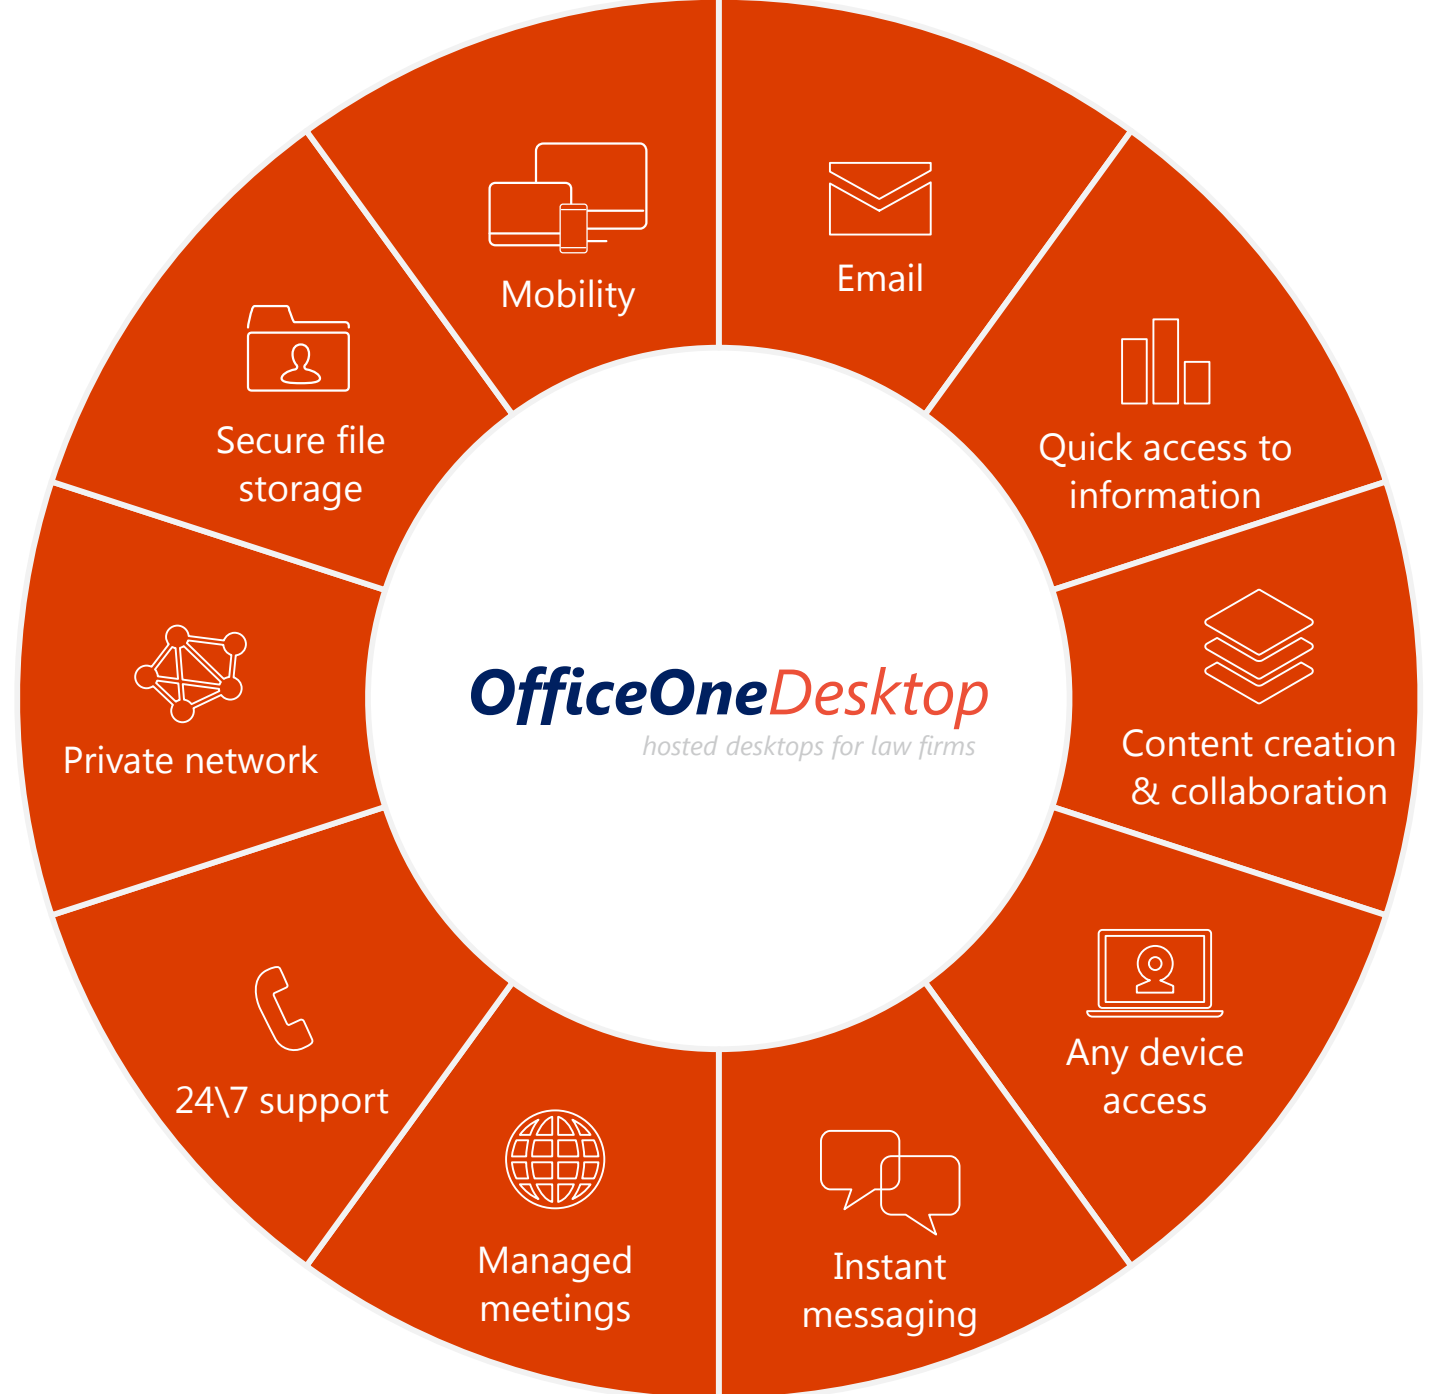 Mobility
Email
Secure file
storage
Quick access to
information
OfficeOneDesktop
hosted desktops for law firms
Private network
Content creation
& collaboration
24\7 support
Any device
access
Managed
meetings
Instant
messaging